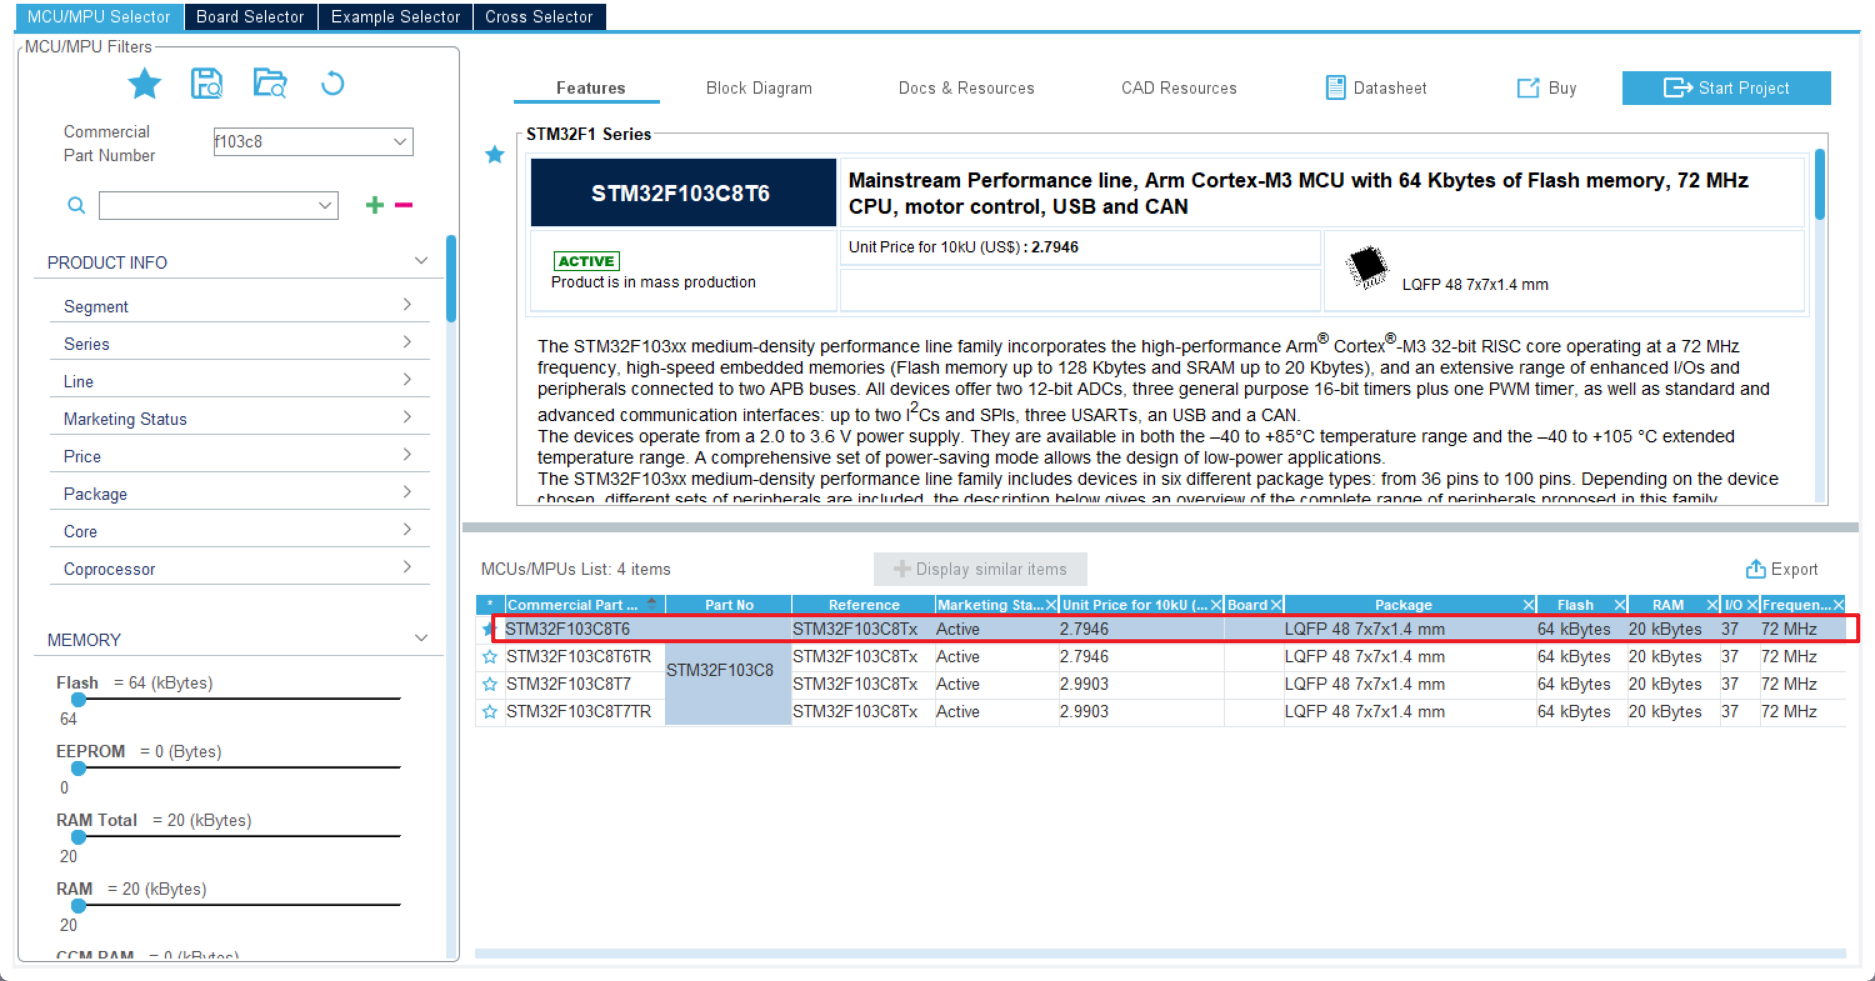 MCU/MPU Selector
Board Selector
Example Selector
Cross Selector
MCU/MPU Filters
Commercial
Part Number
f103c8
PRODUCT INFO
Segment
Series
Line
Marketing Status
Price
Package
Core
Coprocessor
MEMORY
Flash = 64 (kBytes)
64
EEPROM = 0 (Bytes)
0
RAM Total = 20 (kBytes)
20
RAM = 20 (kBytes)
20
CCM RAM = 0 (kBytes)
Features
Block Diagram
Docs & Resources
CAD Resources
Datasheet
Buy
Start Project
STM32F1 Series
STM32F103C8T6
Mainstream Performance line, Arm Cortex-M3 MCU with 64 Kbytes of Flash memory, 72 MHz
CPU, motor control, USB and CAN
ACTIVE
Product is in mass production
Unit Price for 10kU (US$) : 2.7946
LQFP 48 7x7x1.4 mm
The STM32F103xx medium-density performance line family incorporates the high-performance Arm® Cortex®-M3 32-bit RISC core operating at a 72 MHz
frequency, high-speed embedded memories (Flash memory up to 128 Kbytes and SRAM up to 20 Kbytes), and an extensive range of enhanced I/Os and
peripherals connected to two APB buses. All devices offer two 12-bit ADCs, three general purpose 16-bit timers plus one PWM timer, as well as standard and
advanced communication interfaces: up to two I²Cs and SPIs, three USARTs, an USB and a CAN.
The devices operate from a 2.0 to 3.6 V power supply. They are available in both the –40 to +85°C temperature range and the –40 to +105 °C extended
temperature range. A comprehensive set of power-saving mode allows the design of low-power applications.
The STM32F103xx medium-density performance line family includes devices in six different package types: from 36 pins to 100 pins. Depending on the device
chosen, different sets of peripherals are included, the description below gives an overview of the complete range of peripherals proposed in this family.
MCUs/MPUs List: 4 items
Display similar items
Export
* Commercial Part ... Part No Reference Marketing Sta... Unit Price for 10kU (... Board Package Flash RAM I/O Frequen...
STM32F103C8T6 STM32F103C8Tx Active 2.7946 LQFP 48 7x7x1.4 mm 64 kBytes 20 kBytes 37 72 MHz
STM32F103C8T6TR STM32F103C8Tx Active 2.7946 LQFP 48 7x7x1.4 mm 64 kBytes 20 kBytes 37 72 MHz
STM32F103C8
STM32F103C8T7 STM32F103C8Tx Active 2.9903 LQFP 48 7x7x1.4 mm 64 kBytes 20 kBytes 37 72 MHz
STM32F103C8T7TR STM32F103C8Tx Active 2.9903 LQFP 48 7x7x1.4 mm 64 kBytes 20 kBytes 37 72 MHz